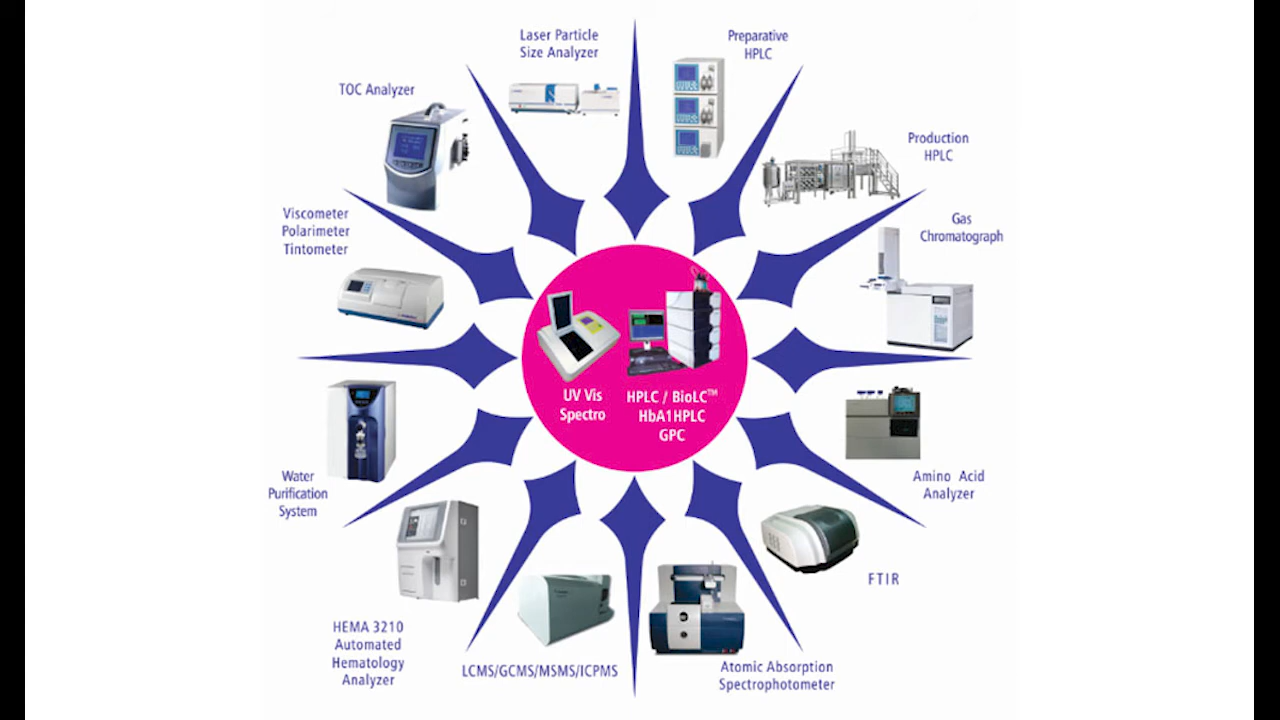 Laser Particle
Size Analyzer
Preparative
HPLC
TOC Analyzer
Production
HPLC
Viscometer
Polarimeter
Tintometer
Gas
Chromatograph
UV Vis
Spectro
HPLC / BioLC™
HbA1HPLC
GPC
Water
Purification
System
Amino Acid
Analyzer
FTIR
HEMA 3210
Automated
Hematology
Analyzer
LCMS/GCMS/MSMS/ICPMS
Atomic Absorption
Spectrophotometer